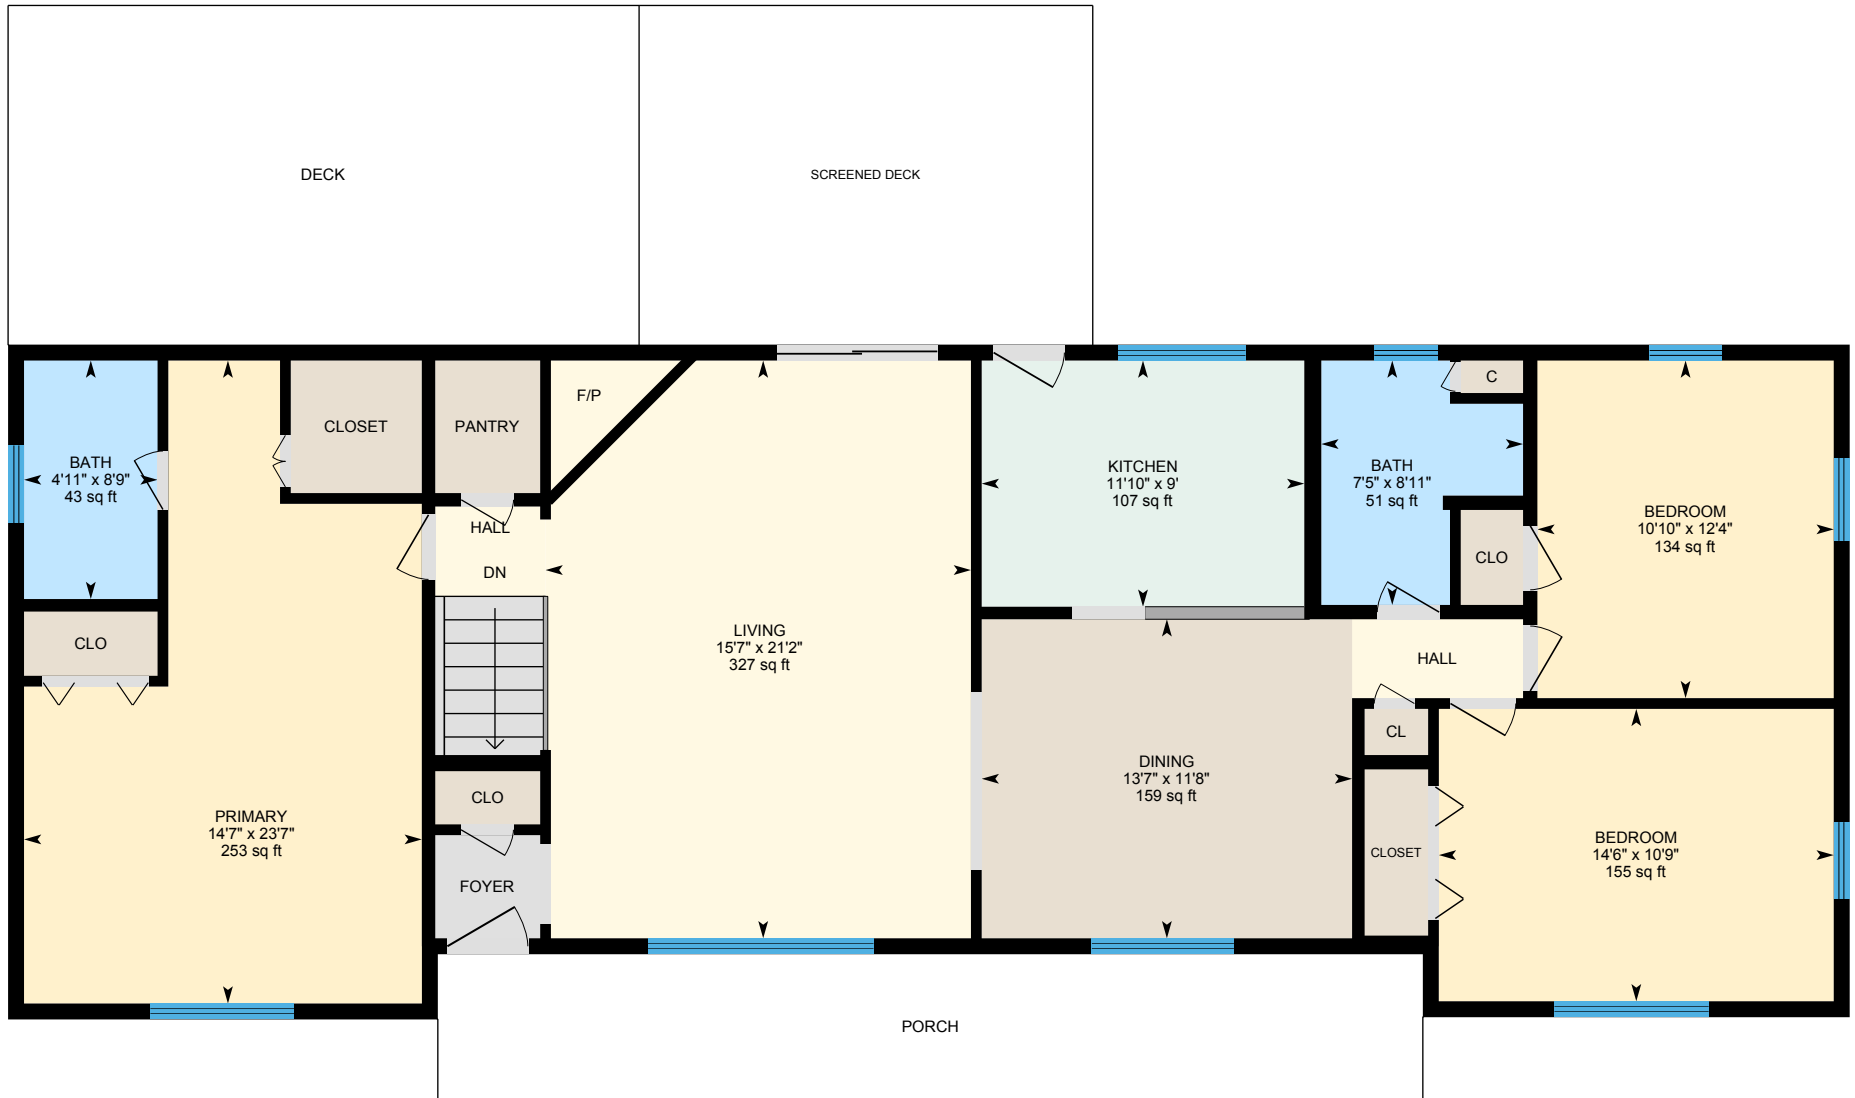 DECK
SCREENED DECK
F/P
CLOSET
PANTRY
C
BATH
4'11" x 8'9"
43 sq ft
KITCHEN
11'10" x 9'
107 sq ft
BATH
7'5" x 8'11"
51 sq ft
BEDROOM
10'10" x 12'4"
134 sq ft
HALL
DN
CLO
CLO
LIVING
15'7" x 21'2"
327 sq ft
HALL
CL
DINING
13'7" x 11'8"
159 sq ft
CLO
PRIMARY
14'7" x 23'7"
253 sq ft
FOYER
CLOSET
BEDROOM
14'6" x 10'9"
155 sq ft
PORCH